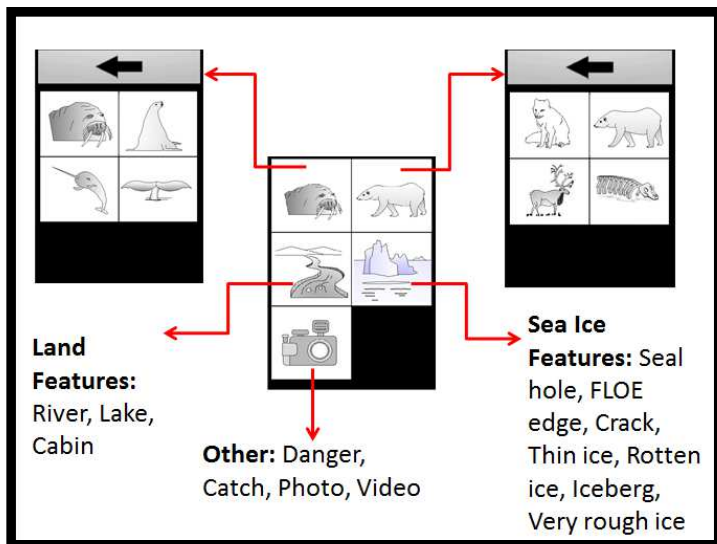 Land
Features:
River, Lake,
Cabin
Other: Danger,
Catch, Photo, Video
Sea Ice
Features: Seal
hole, FLOE
edge, Crack,
Thin ice, Rotten
ice, Iceberg,
Very rough ice